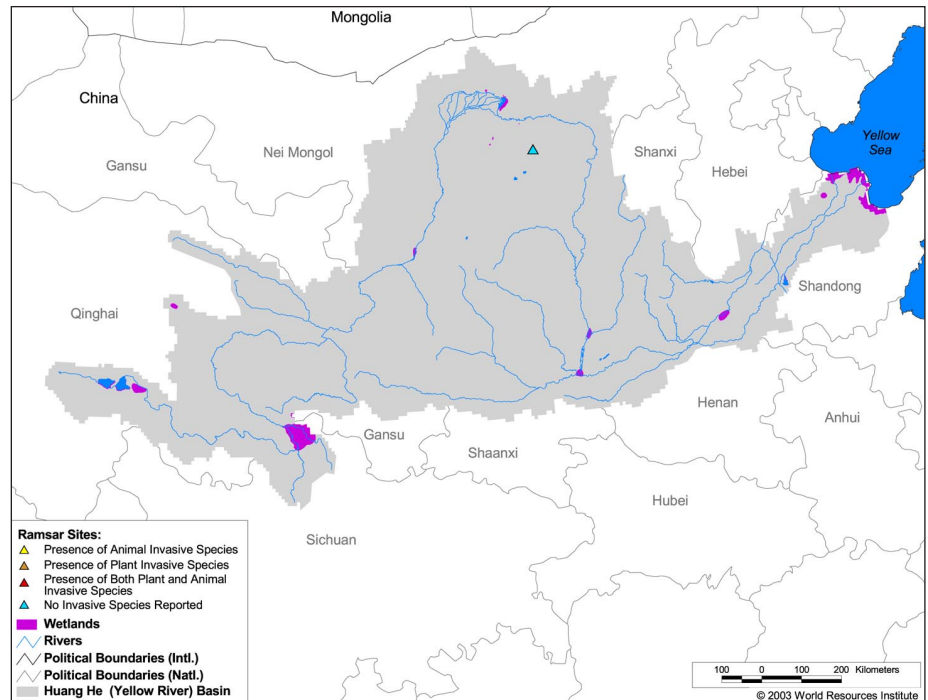 Mongolia
China
Yellow
Sea
Gansu
Nei Mongol
Shanxi
Hebei
Shandong
Qinghai
Henan
Anhui
Gansu
Shaanxi
Hubei
Sichuan
Ramsar Sites:
Presence of Animal Invasive Species
Presence of Plant Invasive Species
Presence of Both Plant and Animal
Invasive Species
No Invasive Species Reported
Wetlands
Rivers
Political Boundaries (Intl.)
Political Boundaries (Natl.)
Huang He (Yellow River) Basin
100 0 100 200 Kilometers
© 2003 World Resources Institute